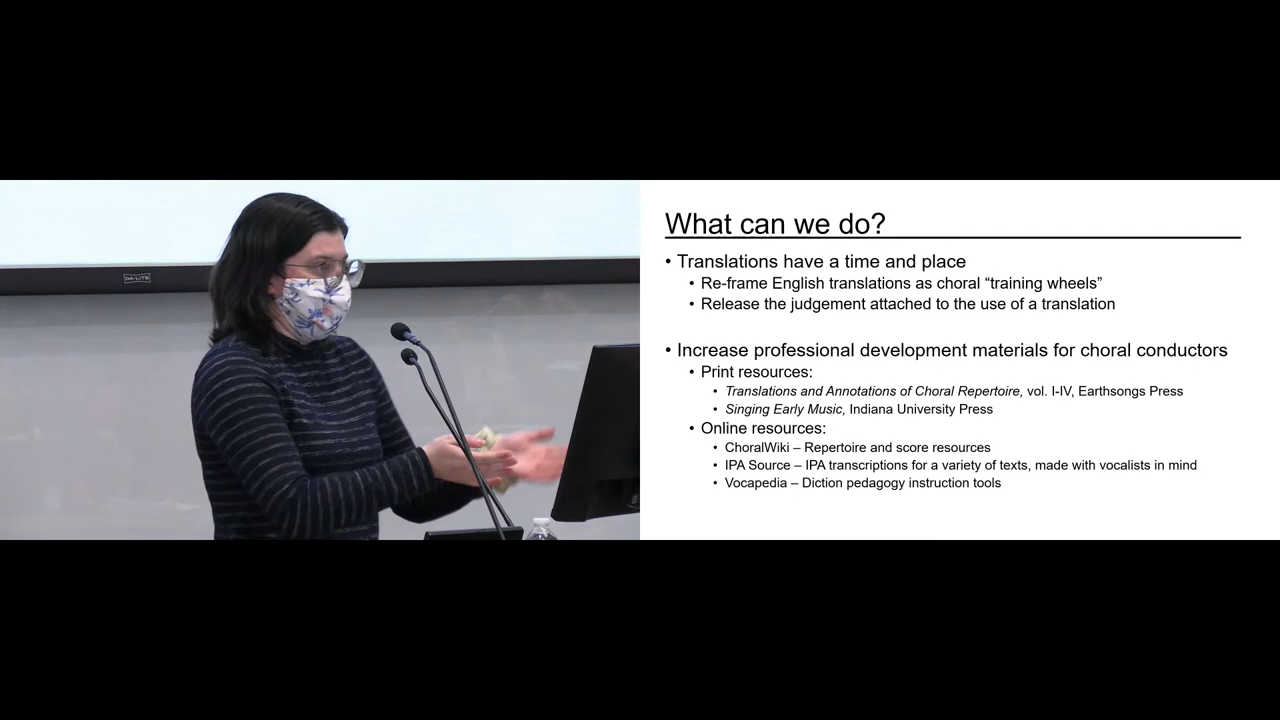 DA-LITE
What can we do?
• Translations have a time and place
• Re-frame English translations as choral “training wheels”
• Release the judgement attached to the use of a translation
• Increase professional development materials for choral conductors
• Print resources:
• Translations and Annotations of Choral Repertoire, vol. I-IV, Earthsongs Press
• Singing Early Music, Indiana University Press
• Online resources:
• ChoralWiki – Repertoire and score resources
• IPA Source – IPA transcriptions for a variety of texts, made with vocalists in mind
• Vocapedia – Diction pedagogy instruction tools